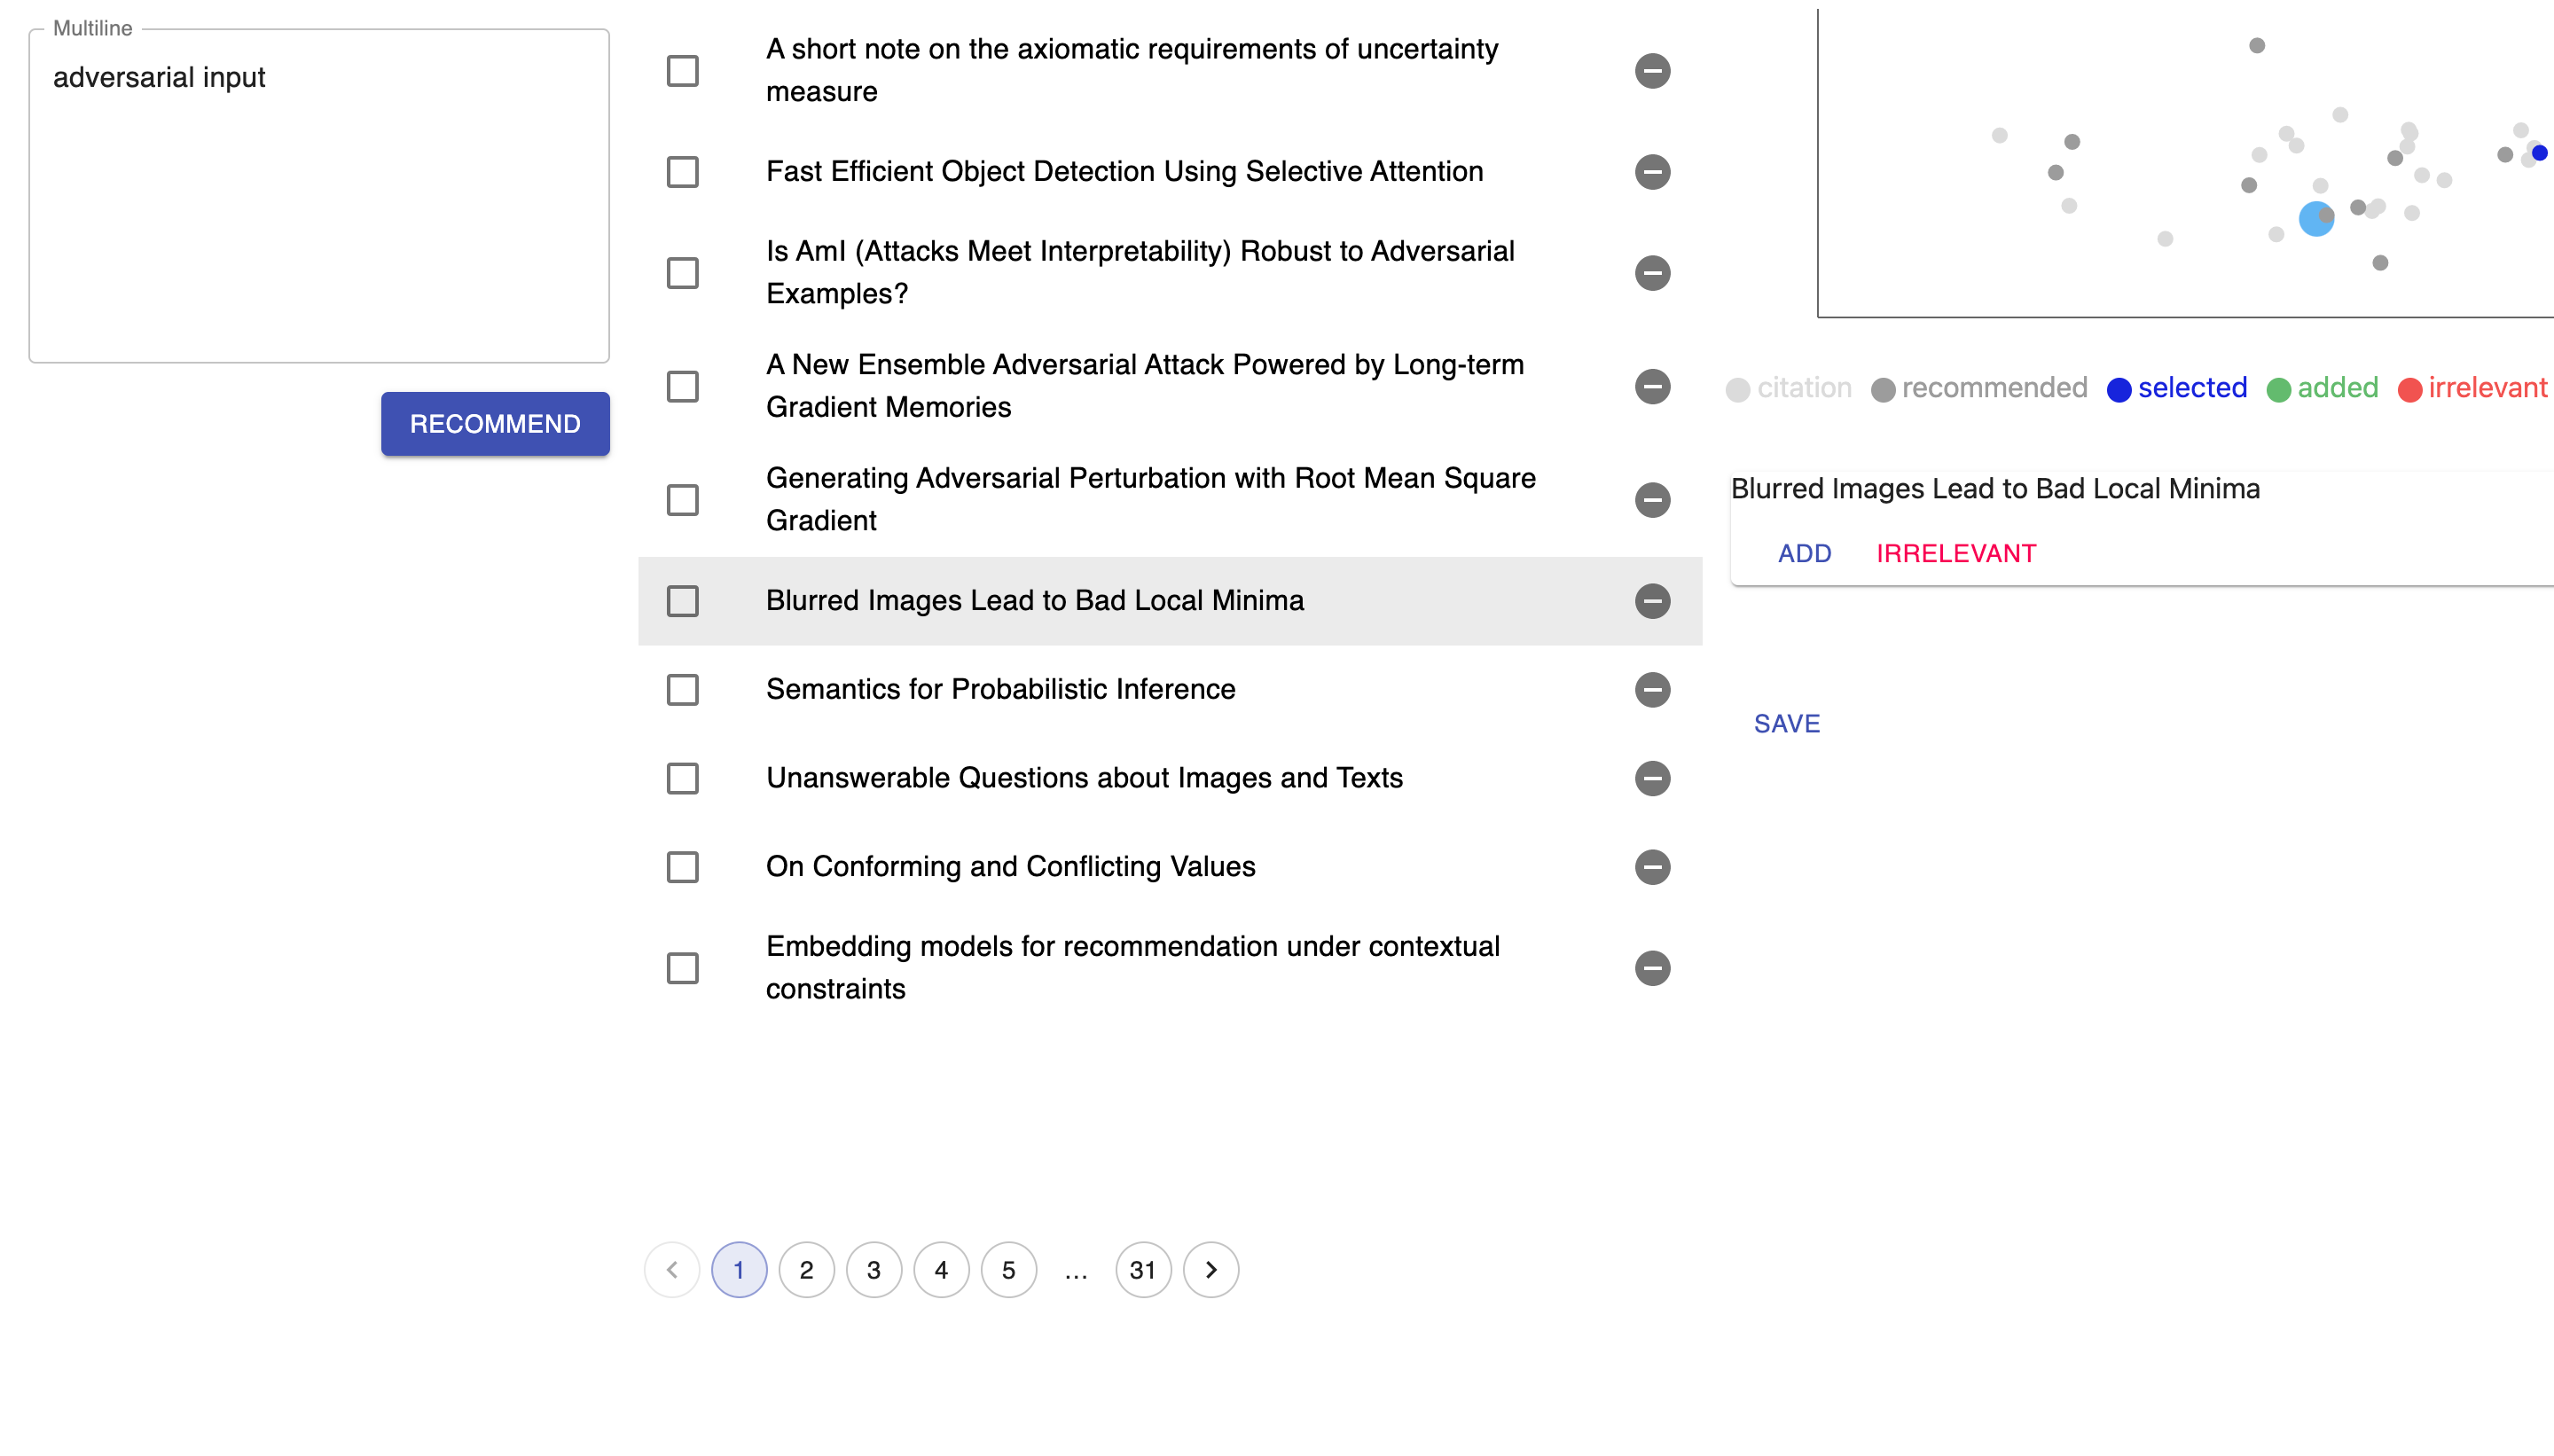 Multiline
adversarial input
RECOMMEND
A short note on the axiomatic requirements of uncertainty
measure
Fast Efficient Object Detection Using Selective Attention
Is AmI (Attacks Meet Interpretability) Robust to Adversarial
Examples?
A New Ensemble Adversarial Attack Powered by Long-term
Gradient Memories
Generating Adversarial Perturbation with Root Mean Square
Gradient
Blurred Images Lead to Bad Local Minima
Semantics for Probabilistic Inference
Unanswerable Questions about Images and Texts
On Conforming and Conflicting Values
Embedding models for recommendation under contextual
constraints
1 2 3 4 5 ... 31
citation recommended selected added irrelevant
Blurred Images Lead to Bad Local Minima
ADD IRRELEVANT
SAVE